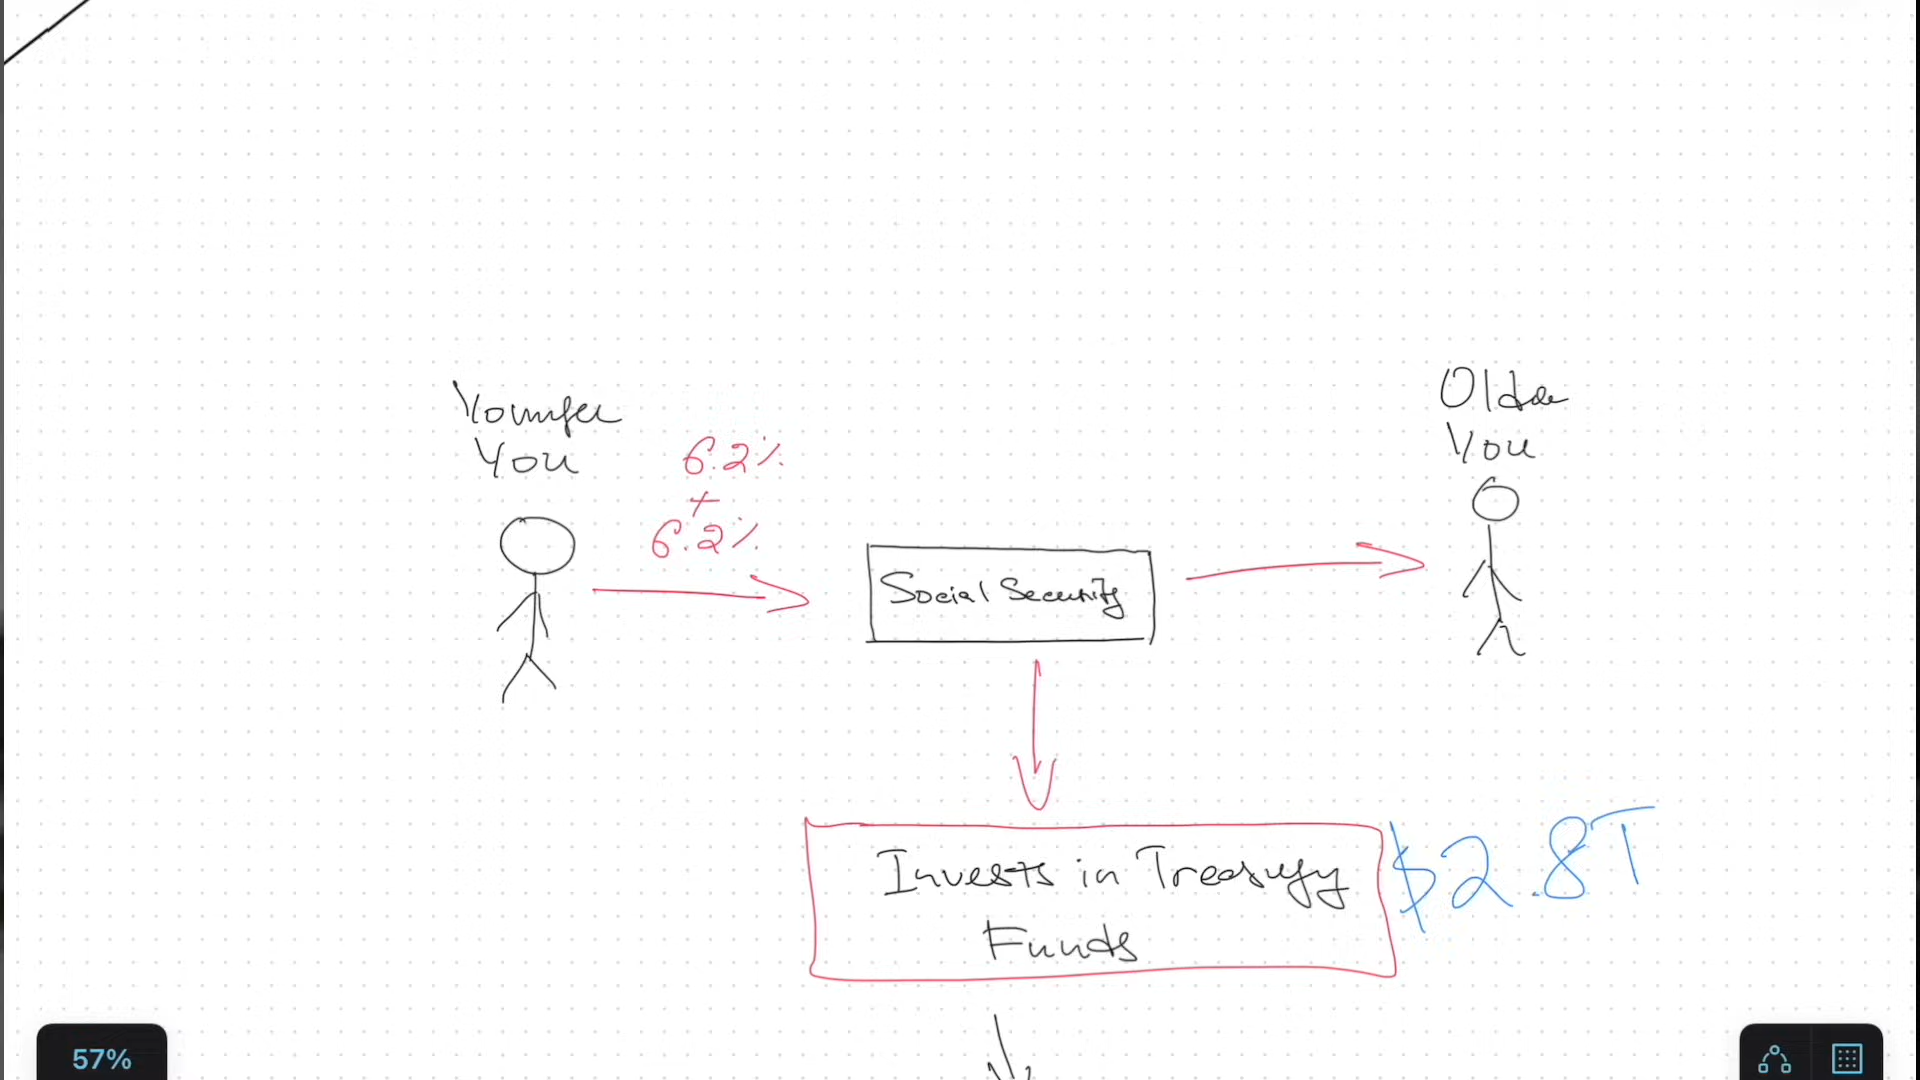 Younger
You
6.2%
+
6.2%
Older
You
Social Security
Invests in Treasury
Funds
$2.8T
57%